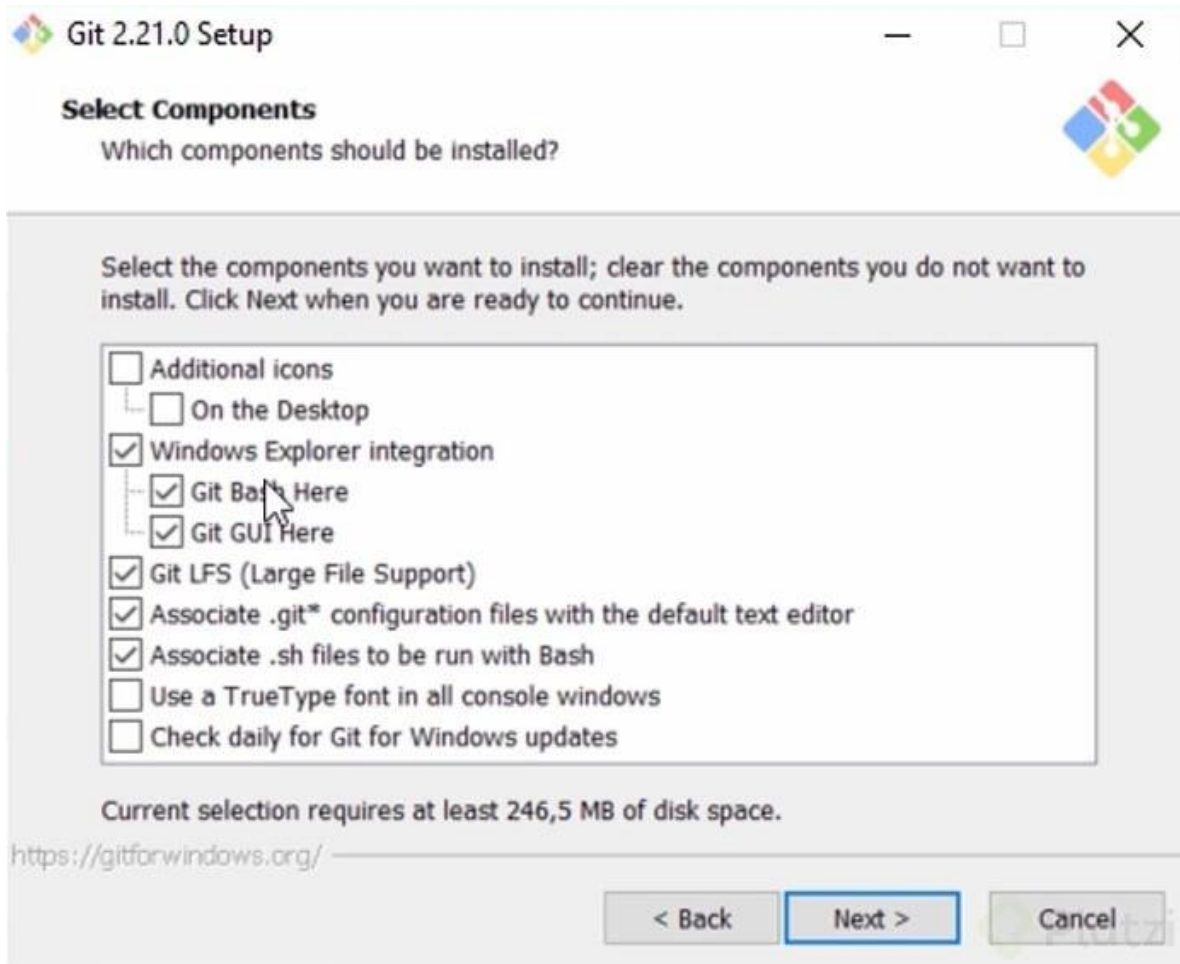 Git 2.21.0 Setup
Select Components
Which components should be installed?
Select the components you want to install; clear the components you do not want to
install. Click Next when you are ready to continue.
Additional icons
On the Desktop
Windows Explorer integration
Git Bash Here
Git GUI Here
Git LFS (Large File Support)
Associate .git* configuration files with the default text editor
Associate .sh files to be run with Bash
Use a TrueType font in all console windows
Check daily for Git for Windows updates
Current selection requires at least 246,5 MB of disk space.
https://gitforwindows.org/
< Back Next > Cancel
Platzi